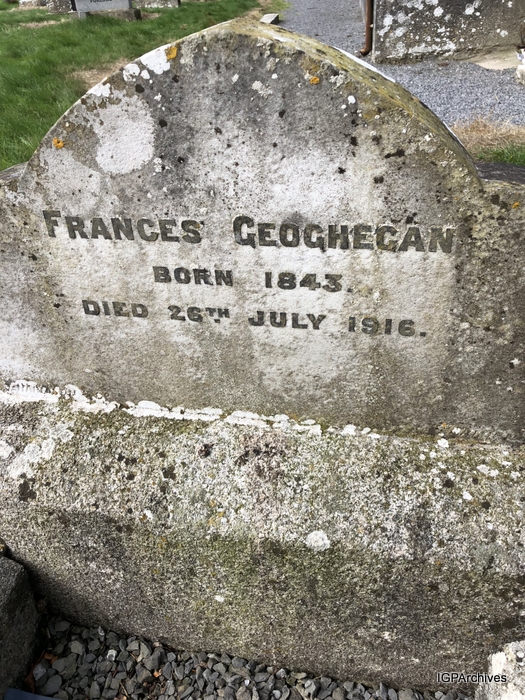 FRANCES GEOGHEGAN
BORN 1843.
DIED 26TH JULY 1916.
IGPArchives